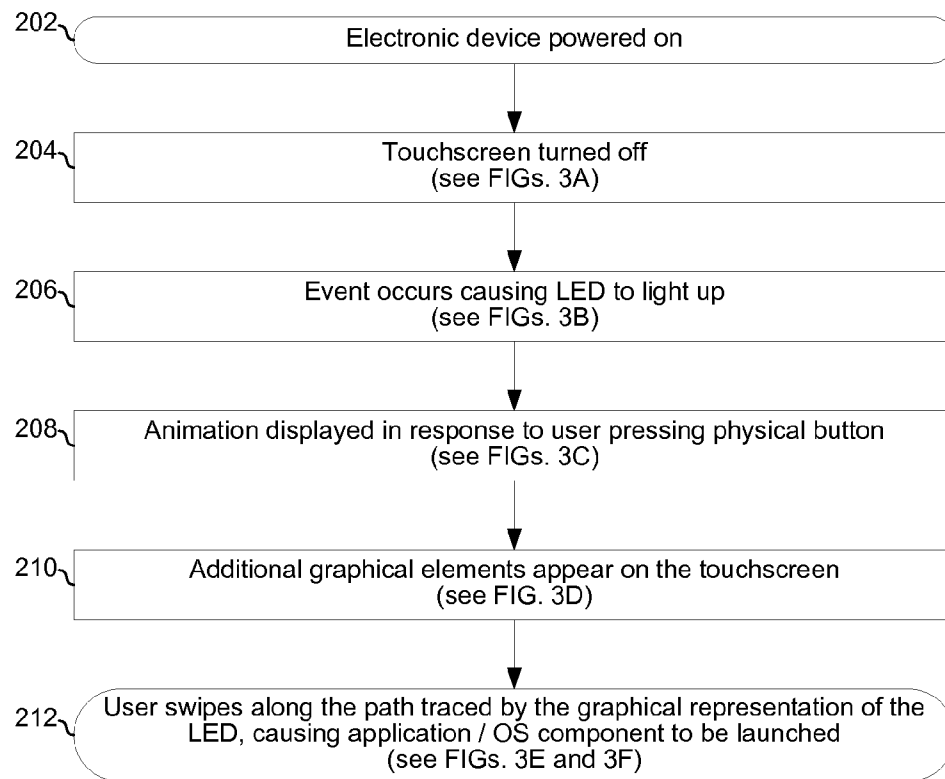 202
Electronic device powered on
204
Touchscreen turned off
(see FIGs. 3A)
206
Event occurs causing LED to light up
(see FIGs. 3B)
208
Animation displayed in response to user pressing physical button
(see FIGs. 3C)
210
Additional graphical elements appear on the touchscreen
(see FIG. 3D)
212
User swipes along the path traced by the graphical representation of the
LED, causing application / OS component to be launched
(see FIGs. 3E and 3F)